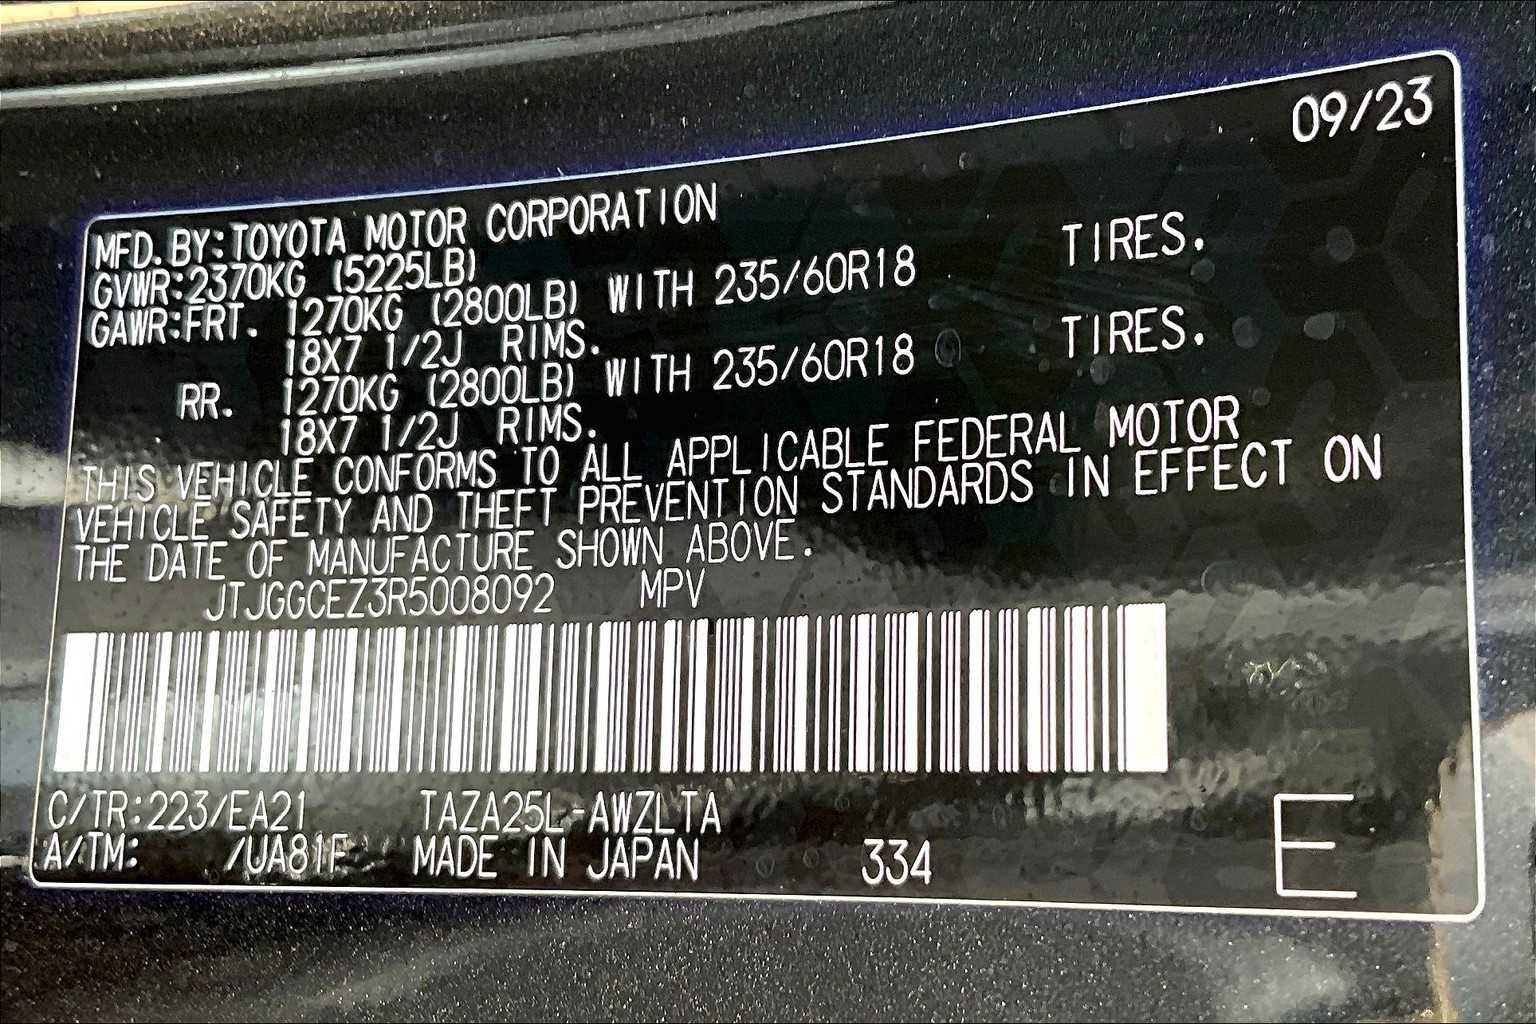 09/23
MFD. BY:TOYOTA MOTOR CORPORATION
GVWR:2370KG (5225LB)
GAWR:FRT. 1270KG (2800LB) WITH 235/60R18 TIRES.
18X7 1/2J RIMS.
RR. 1270KG (2800LB) WITH 235/60R18 TIRES.
18X7 1/2J RIMS.
THIS VEHICLE CONFORMS TO ALL APPLICABLE FEDERAL MOTOR
VEHICLE SAFETY AND THEFT PREVENTION STANDARDS IN EFFECT ON
THE DATE OF MANUFACTURE SHOWN ABOVE.
JTJGGCEZ3R5008092 MPV
C/TR:223/EA21 TAZA25L-AWZLTA
A/TM: /UA81F MADE IN JAPAN 334 E